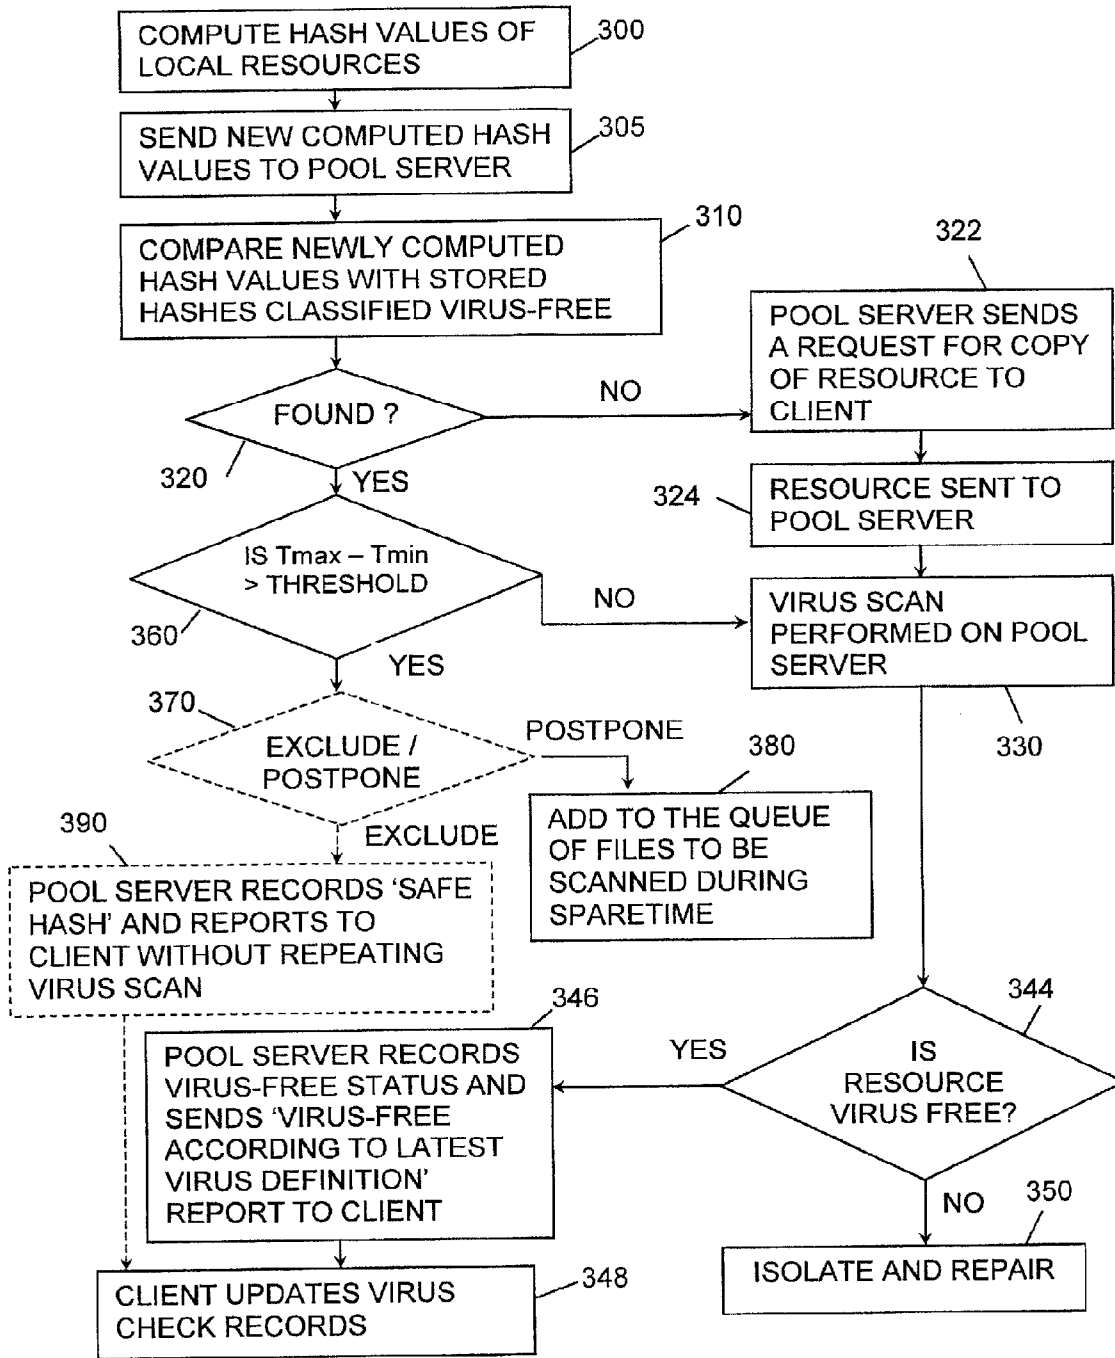 COMPUTE HASH VALUES OF
LOCAL RESOURCES
300
SEND NEW COMPUTED HASH
VALUES TO POOL SERVER
305
COMPARE NEWLY COMPUTED
HASH VALUES WITH STORED
HASHES CLASSIFIED VIRUS-FREE
310
FOUND ?
320
NO
YES
322
POOL SERVER SENDS
A REQUEST FOR COPY
OF RESOURCE TO
CLIENT
324
RESOURCE SENT TO
POOL SERVER
IS Tmax – Tmin
> THRESHOLD
360
NO
YES
VIRUS SCAN
PERFORMED ON POOL
SERVER
330
370
EXCLUDE /
POSTPONE
POSTPONE
EXCLUDE
380
ADD TO THE QUEUE
OF FILES TO BE
SCANNED DURING
SPARETIME
390
POOL SERVER RECORDS ‘SAFE
HASH’ AND REPORTS TO
CLIENT WITHOUT REPEATING
VIRUS SCAN
344
IS
RESOURCE
VIRUS FREE?
YES
NO
346
POOL SERVER RECORDS
VIRUS-FREE STATUS AND
SENDS ‘VIRUS-FREE
ACCORDING TO LATEST
VIRUS DEFINITION’
REPORT TO CLIENT
350
ISOLATE AND REPAIR
CLIENT UPDATES VIRUS
CHECK RECORDS
348